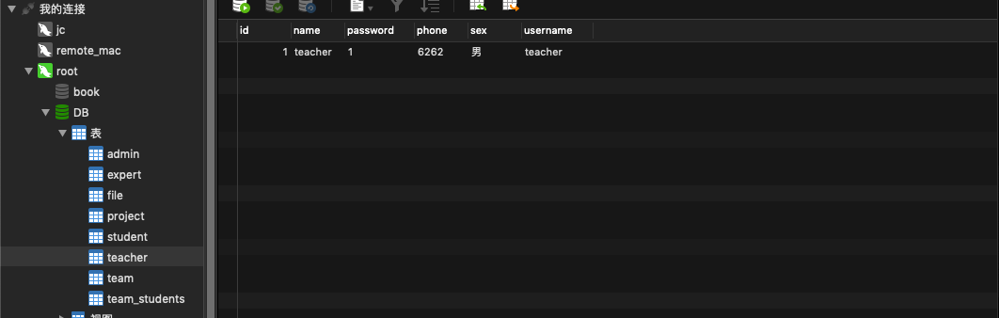 我的连接
jc
remote_mac
root
book
DB
表
admin
expert
file
project
student
teacher
team
team_students
id name password phone sex username
1 teacher 1 6262 男 teacher